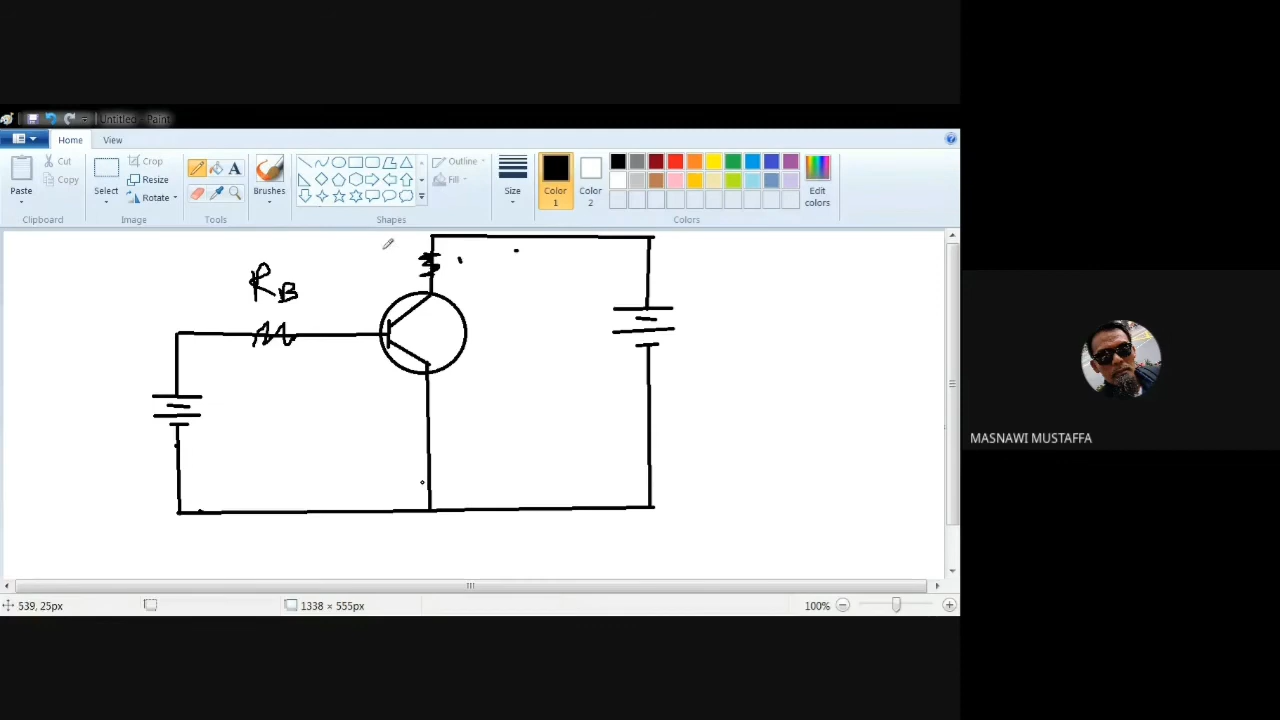 Untitled - Paint
Home
View
Paste
Cut
Copy
Clipboard
Select
Crop
Resize
Rotate
Image
Tools
Brushes
Shapes
Outline
Fill
Size
Color 1
Color 2
Edit colors
Colors
RB
MASNAWI MUSTAFFA
539, 25px
1338 × 555px
100%